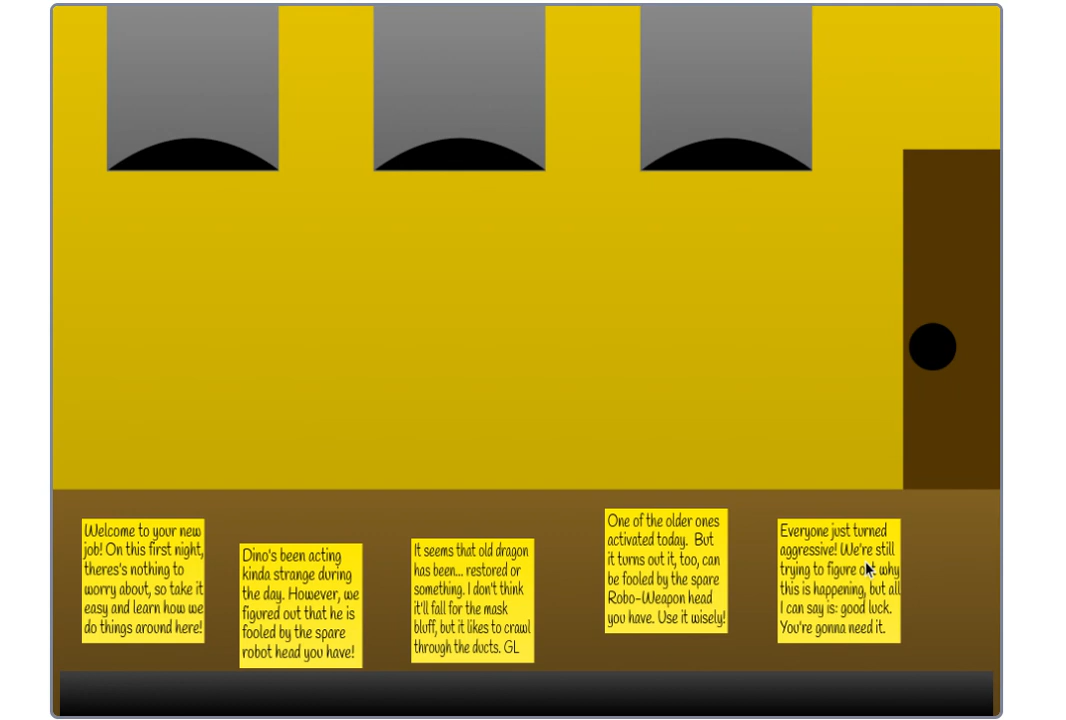 Welcome to your new
job! On this first night,
theres's nothing to
worry about, so take it
easy and learn how we
do things around here!
Dino's been acting
kinda strange during
the day. However, we
figured out that he is
fooled by the spare
robot head you have!
It seems that old dragon
has been... restored or
something. I don't think
it'll fall for the mask
bluff, but it likes to crawl
through the ducts. GL
One of the older ones
activated today. But
it turns out it, too, can
be fooled by the spare
Robo-Weapon head
you have. Use it wisely!
Everyone just turned
aggressive! We're still
trying to figure out why
this is happening, but all
I can say is: good luck.
You're gonna need it.